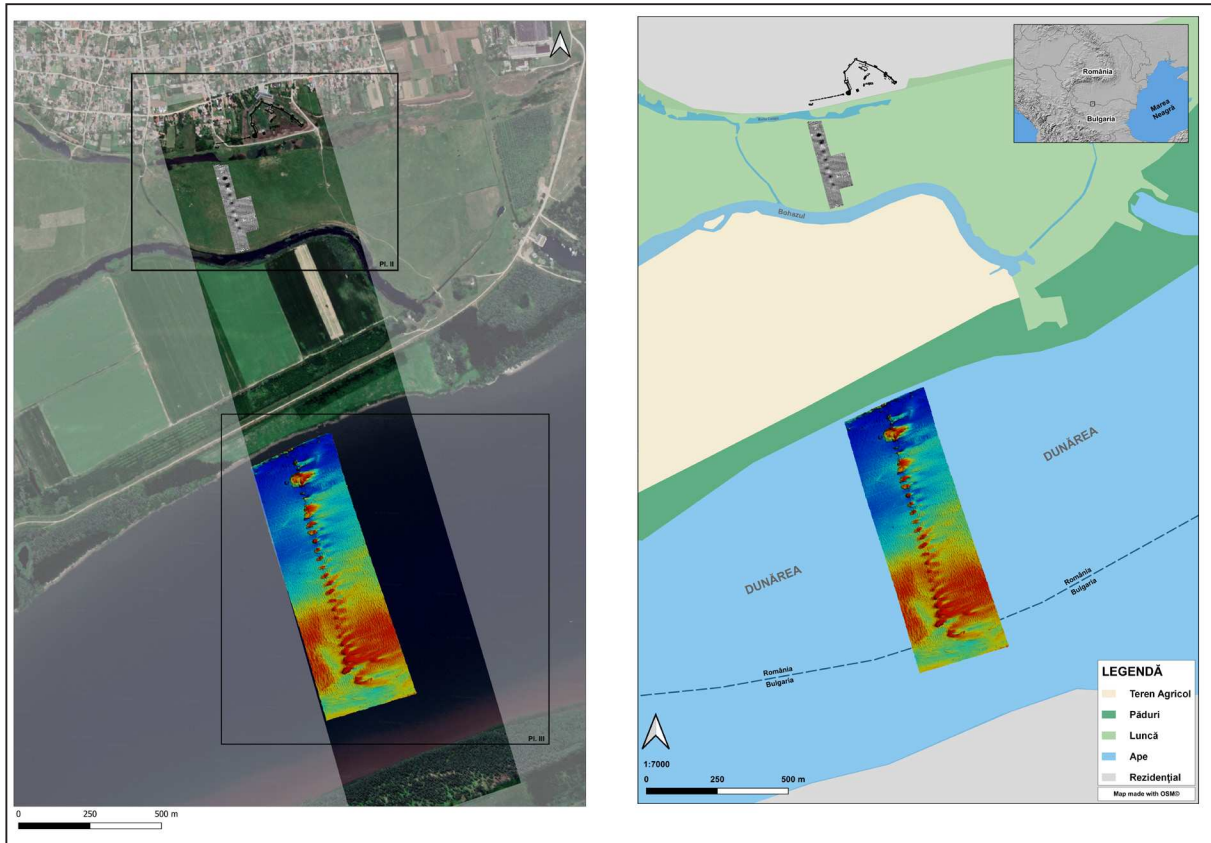 Pl. II
Pl. III
0 250 500 m
România
Bulgaria
Marea
Neagră
Bohazul
DUNĂREA
DUNĂREA
România
Bulgaria
România
Bulgaria
1:7000
0 250 500 m
LEGENDĂ
Teren Agricol
Păduri
Luncă
Ape
Rezidențial
Map made with OSM©